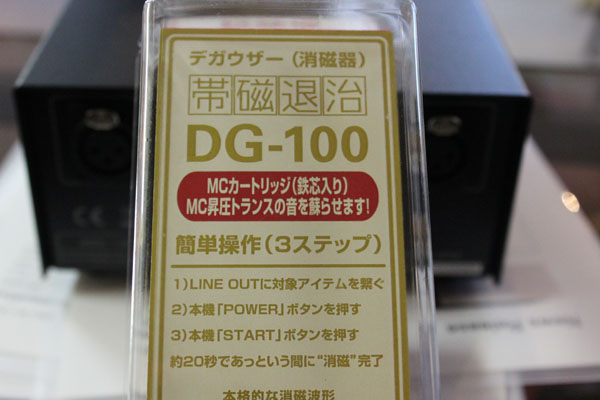 デガウザー（消磁器）
帯磁退治
DG-100
MCカートリッジ（鉄芯入り）
MC昇圧トランスの音を蘇らせます!
簡単操作（3ステップ）
1）LINE OUTに対象アイテムを繋ぐ
2）本機「POWER」ボタンを押す
3）本機「START」ボタンを押す
約20秒であっという間に“消磁”完了
本格的な消磁波形